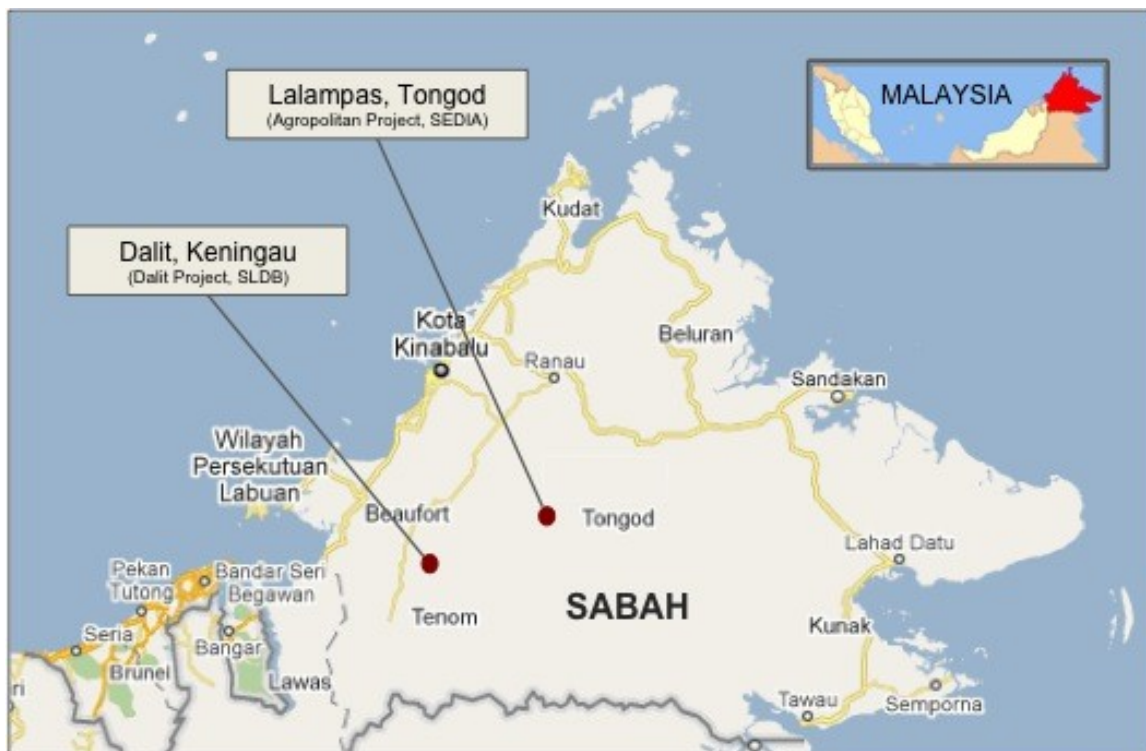 Lalampas, Tongod
(Agropolitan Project, SEDIA)
MALAYSIA
Kudat
Dalit, Keningau
(Dalit Project, SLDB)
Kota
Kinabalu
Ranau
Beluran
Sandakan
Wilayah
Persekutuan
Labuan
Beaufort
Tongod
Lahad Datu
Pekan
Tutong
Bandar Seri
Begawan
Tenom
SABAH
Kunak
Seria
Bangar
Brunei
Lawas
ri
Tawau
Semporna